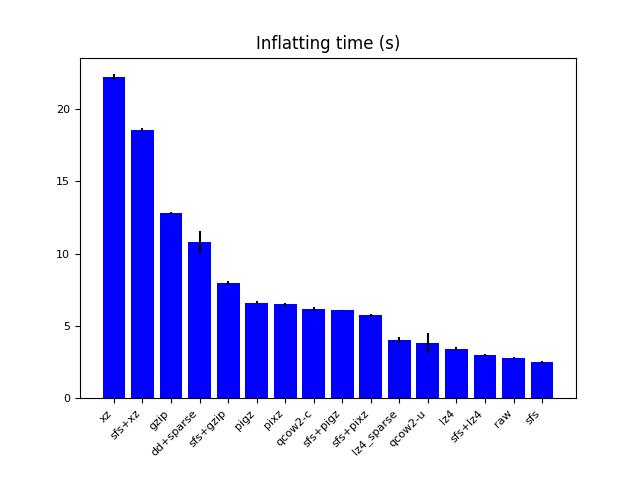 Inflatting time (s)
20
15
10
5
0
xz
sfs+xz
gzip
dd+sparse
sfs+gzip
pigz
pixz
qcow2-c
sfs+pigz
sfs+pixz
lz4_sparse
qcow2-u
lz4
sfs+lz4
raw
sfs